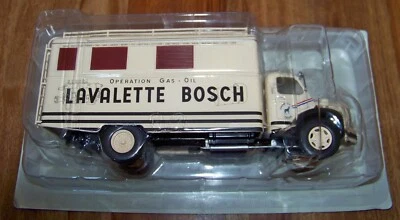 OPERATION GAS-OIL
LAVALETTE BOSCH